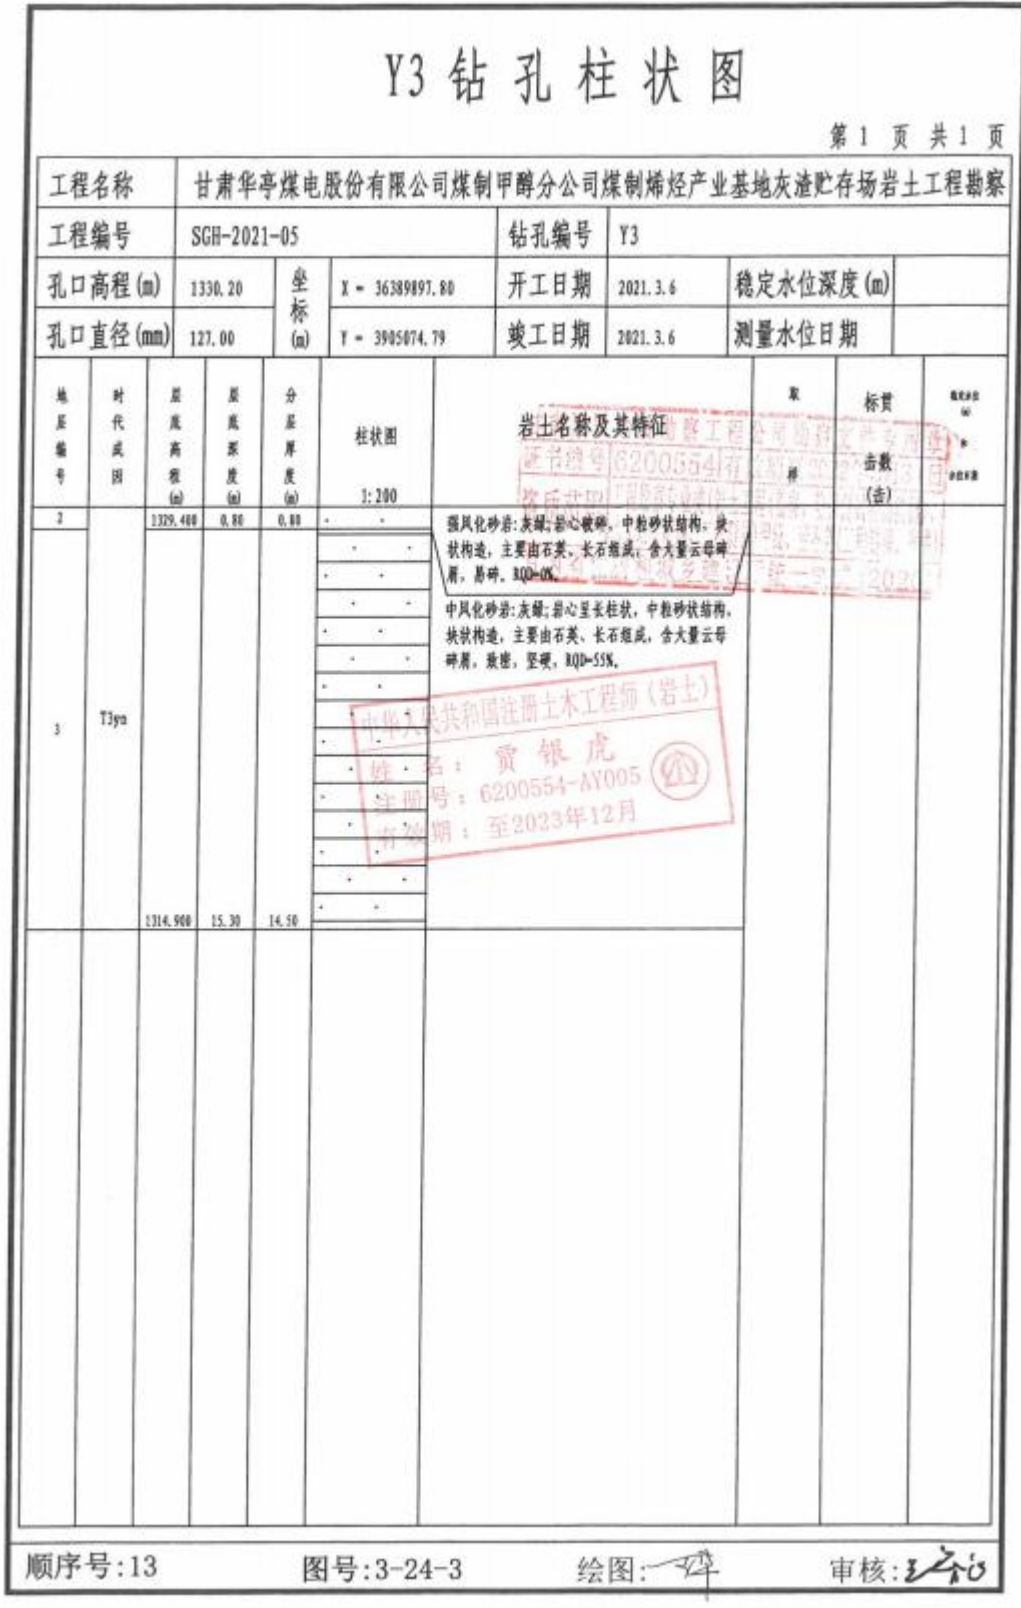 Y3 钻 孔 柱 状 图
第 1 页 共 1 页
工程名称 甘肃华亭煤电股份有限公司煤制甲醇分公司煤制烯烃产业基地灰渣贮存场岩土工程勘察
工程编号 SGH-2021-05 钻孔编号 Y3
孔口高程(m) 1330.20 坐标(m) X = 36389897.80 开工日期 2021.3.6 稳定水位深度(m)
孔口直径(mm) 127.00 Y = 3905074.79 竣工日期 2021.3.6 测量水位日期
地层编号 时代成因 层底高程(m) 层底深度(m) 分层厚度(m) 柱状图 1:200 岩土名称及其特征 取样 标贯击数(击)
2 1329.400 0.80 0.80
强风化砂岩:灰绿;岩心破碎, 中粒砂状结构, 块
状构造, 主要由石英、长石组成, 含大量云母碎
屑, 易碎. RQD=0%.
中风化砂岩:灰绿;岩心呈长柱状, 中粒砂状结构,
块状构造, 主要由石英、长石组成, 含大量云母
碎屑, 致密, 坚硬, RQD=55%.
3 T3yn 1314.900 15.30 14.50
证书编号 6200554
中华人民共和国注册土木工程师（岩土）
姓 名： 贾 银 虎
注册号：6200554-AY005
有效期：至2023年12月
顺序号:13 图号:3-24-3 绘图: 审核: